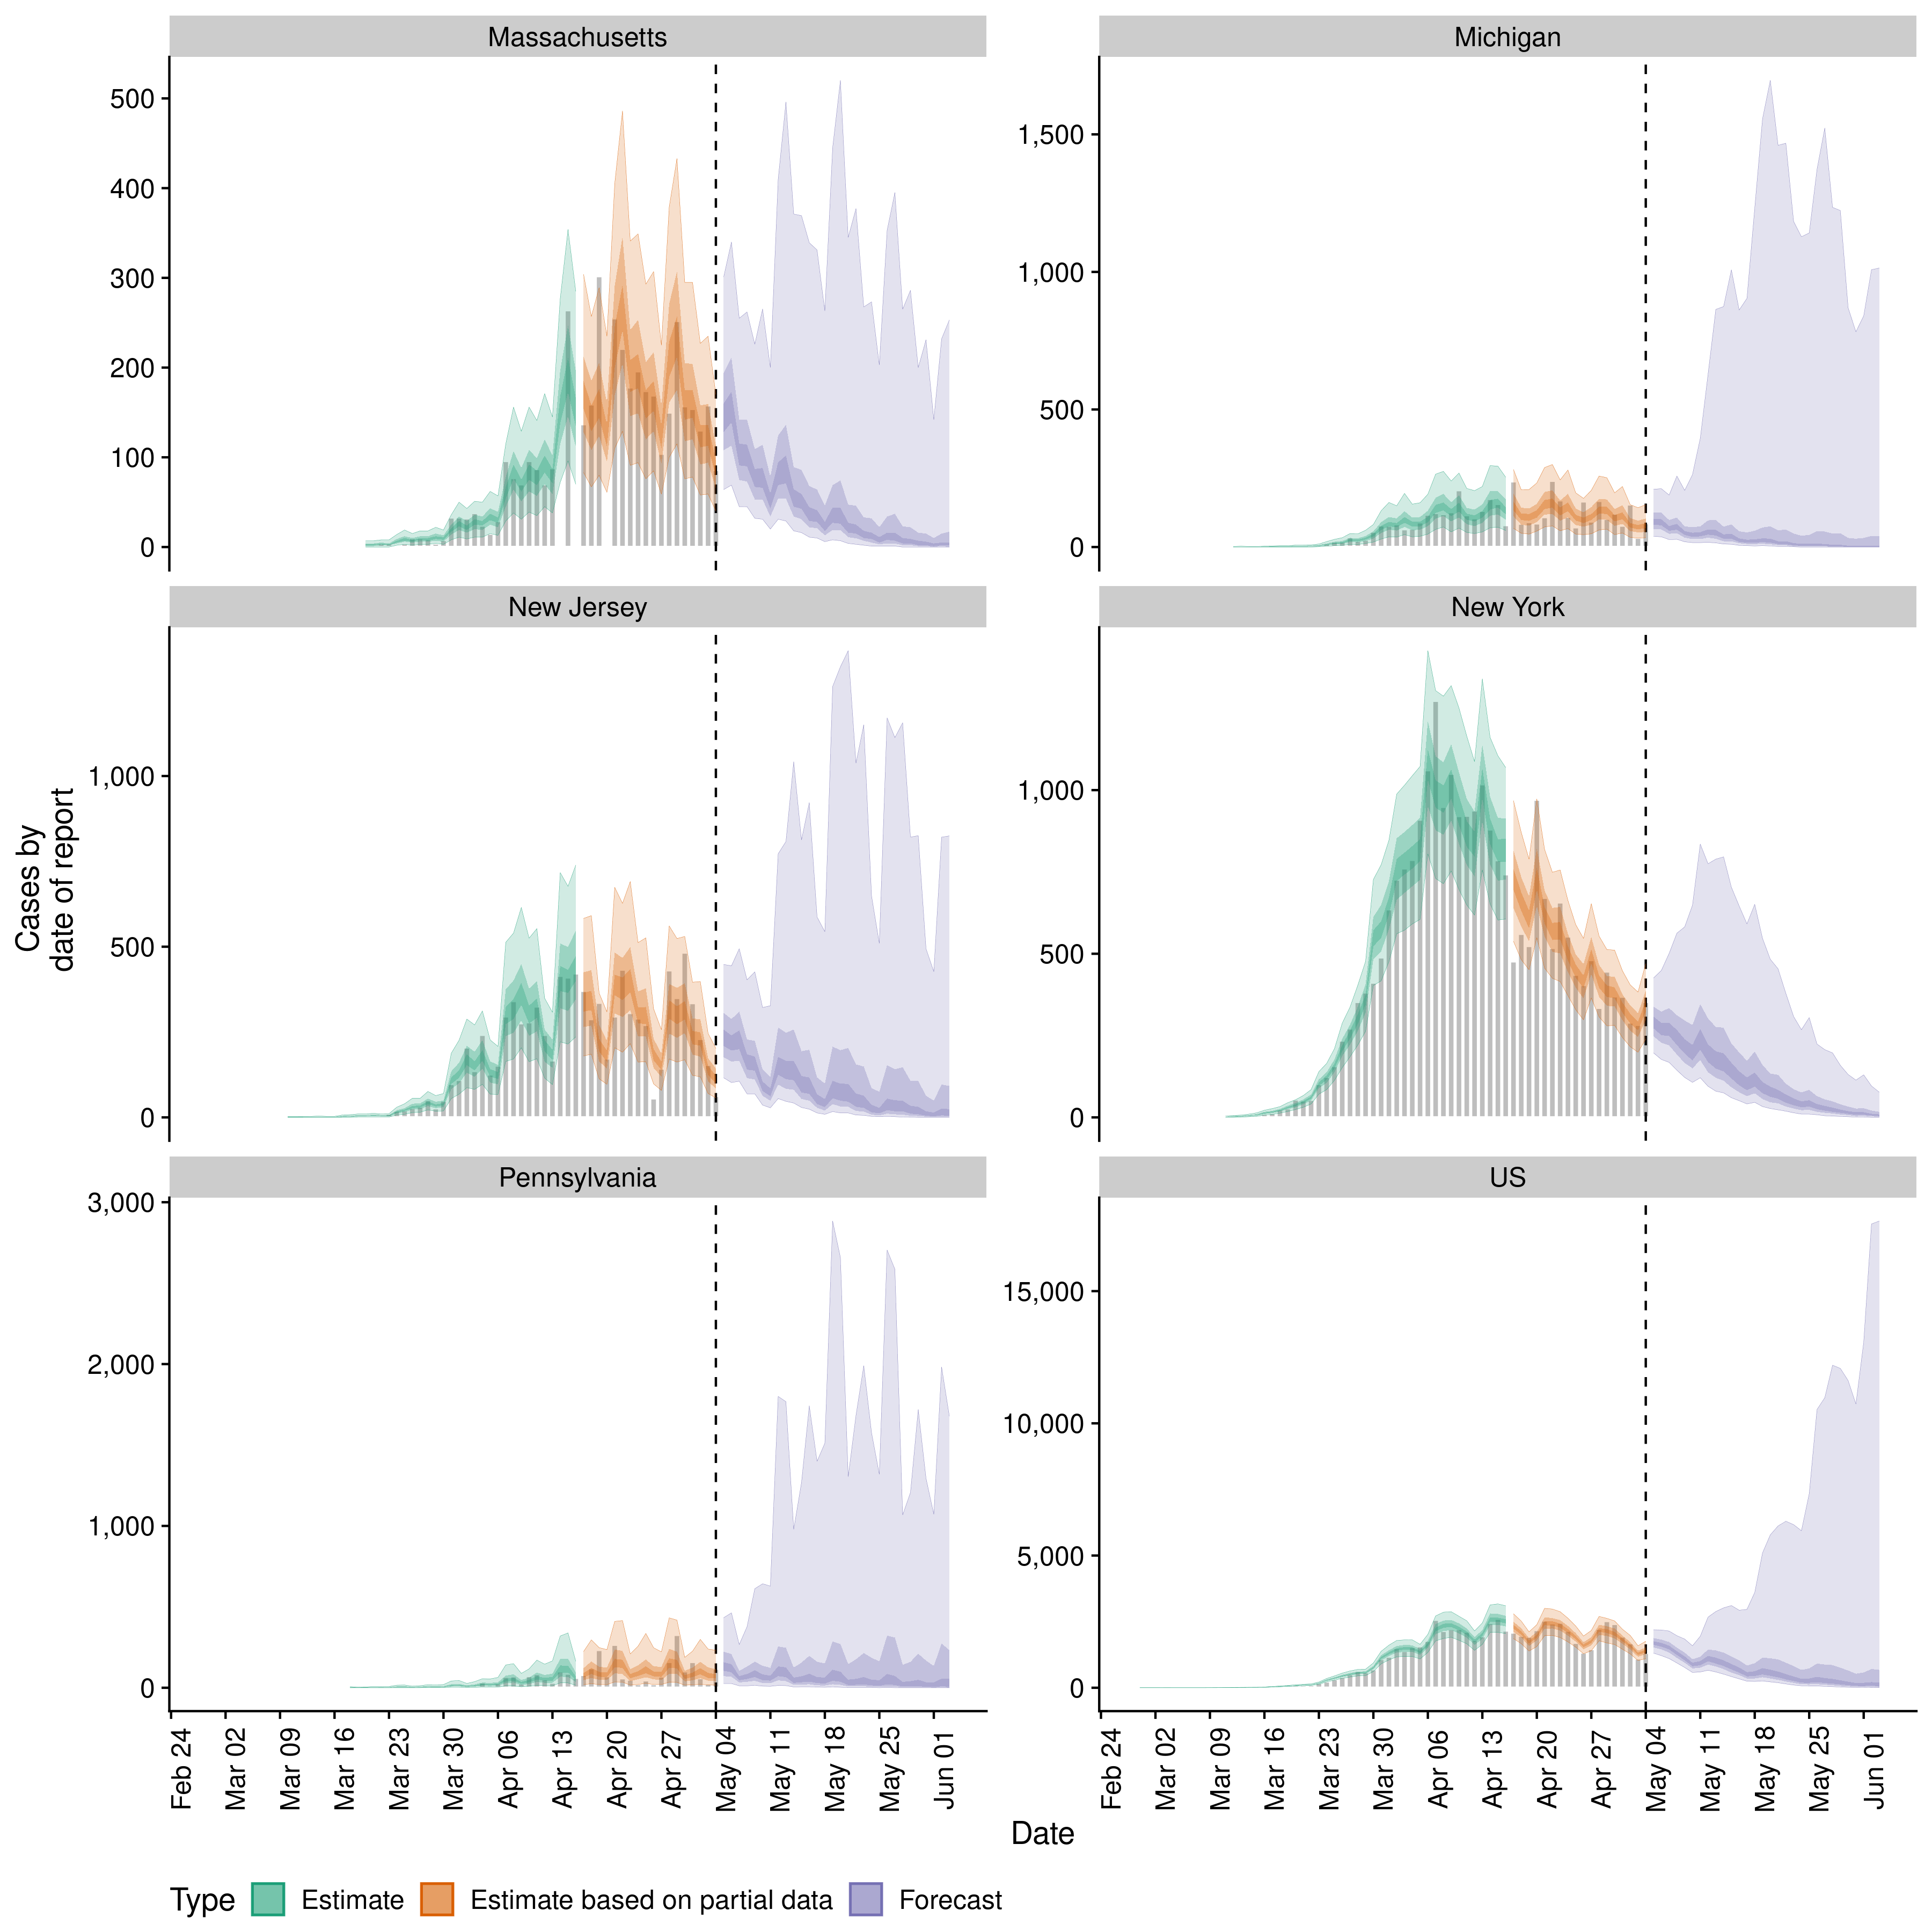 Massachusetts
Michigan
500
400
300
200
100
0
1,500
1,000
500
0
New Jersey
New York
1,000
500
0
1,000
500
0
Pennsylvania
US
3,000
2,000
1,000
0
15,000
10,000
5,000
0
Cases by
date of report
Feb 24
Mar 02
Mar 09
Mar 16
Mar 23
Mar 30
Apr 06
Apr 13
Apr 20
Apr 27
May 04
May 11
May 18
May 25
Jun 01
Feb 24
Mar 02
Mar 09
Mar 16
Mar 23
Mar 30
Apr 06
Apr 13
Apr 20
Apr 27
May 04
May 11
May 18
May 25
Jun 01
Date
Type Estimate Estimate based on partial data Forecast